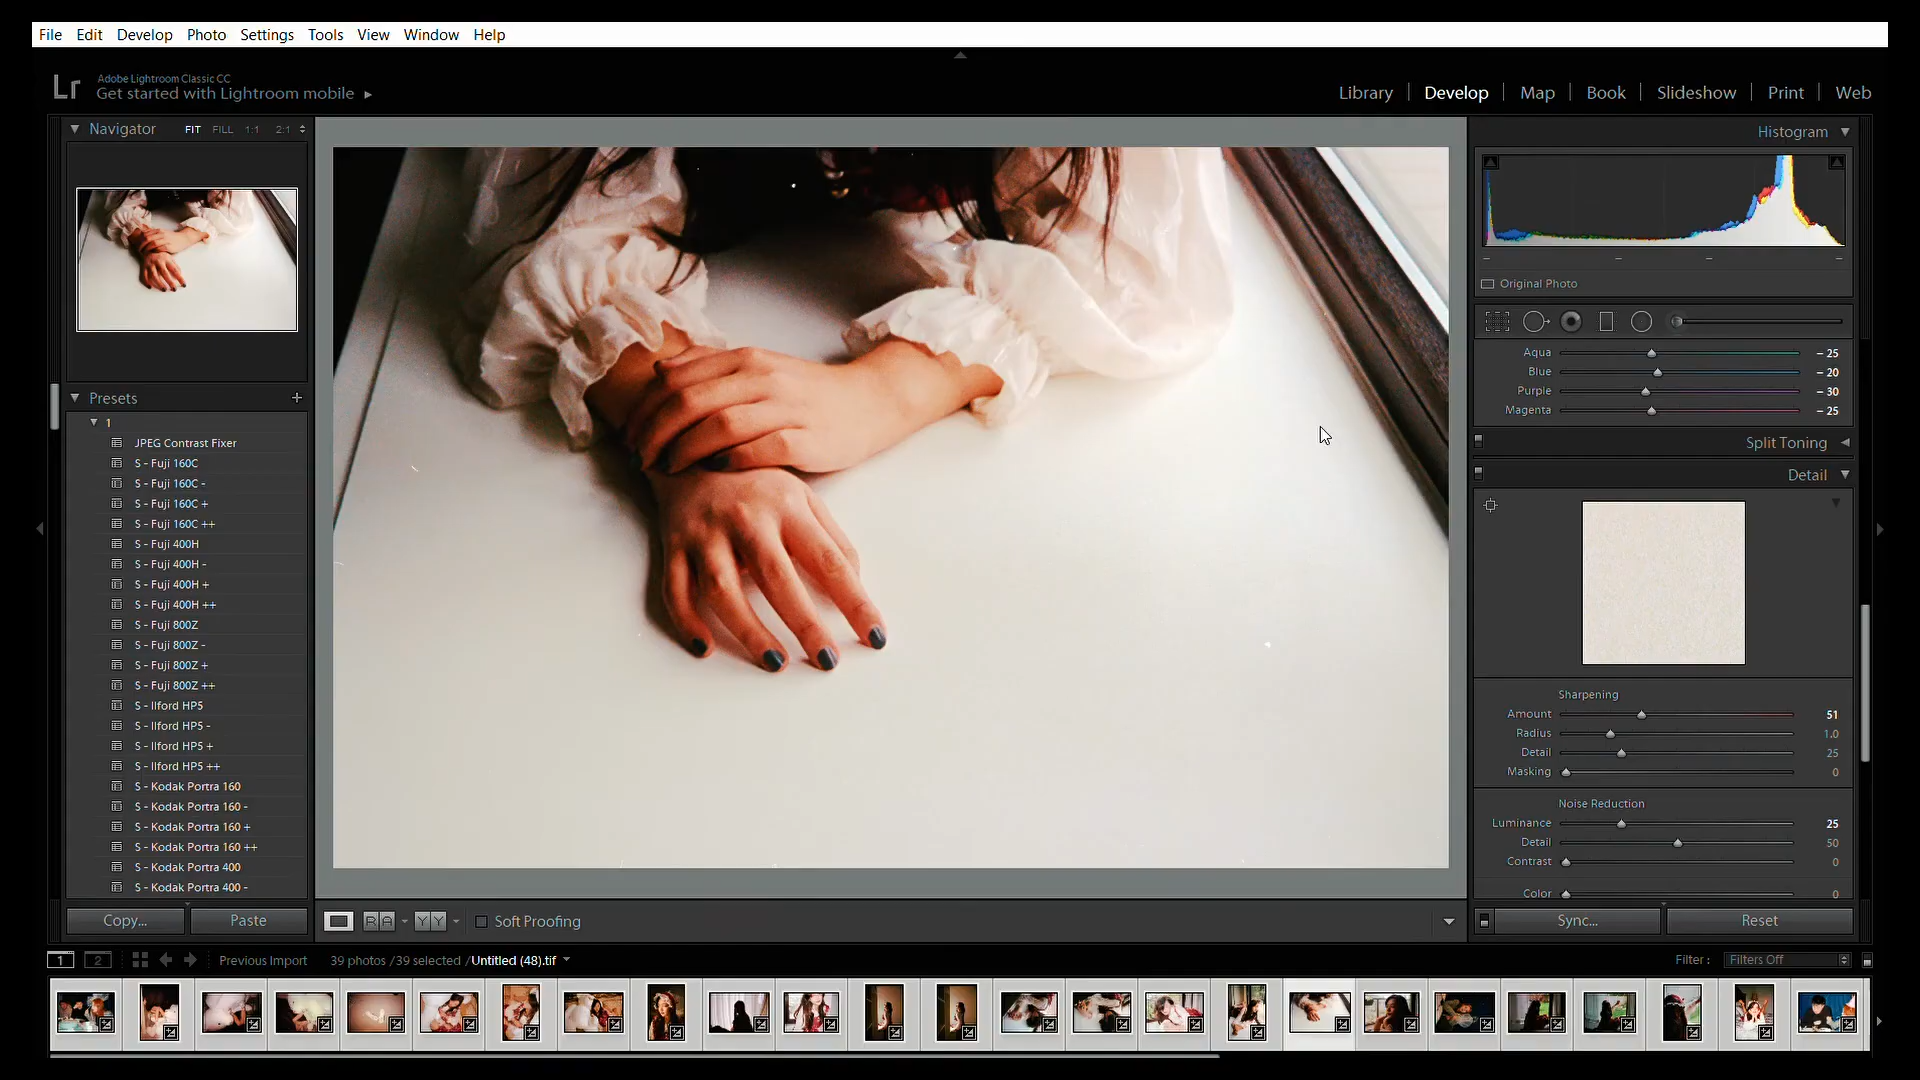 File Edit Develop Photo Settings Tools View Window Help
Lr
Adobe Lightroom Classic CC
Get started with Lightroom mobile
Library Develop Map Book Slideshow Print Web
Navigator FIT FILL 1:1 2:1
Presets
1
JPEG Contrast Fixer
S - Fuji 160C
S - Fuji 160C -
S - Fuji 160C +
S - Fuji 160C ++
S - Fuji 400H
S - Fuji 400H -
S - Fuji 400H +
S - Fuji 400H ++
S - Fuji 800Z
S - Fuji 800Z -
S - Fuji 800Z +
S - Fuji 800Z ++
S - Ilford HP5
S - Ilford HP5 -
S - Ilford HP5 +
S - Ilford HP5 ++
S - Kodak Portra 160
S - Kodak Portra 160 -
S - Kodak Portra 160 +
S - Kodak Portra 160 ++
S - Kodak Portra 400
S - Kodak Portra 400 -
Copy... Paste
R A Y Y Soft Proofing
Histogram
Original Photo
Aqua - 25
Blue - 20
Purple - 30
Magenta - 25
Split Toning
Detail
Sharpening
Amount 51
Radius 1.0
Detail 25
Masking 0
Noise Reduction
Luminance 25
Detail 50
Contrast 0
Color 0
Sync... Reset
1 2 Previous Import 39 photos /39 selected /Untitled (48).tif Filter : Filters Off